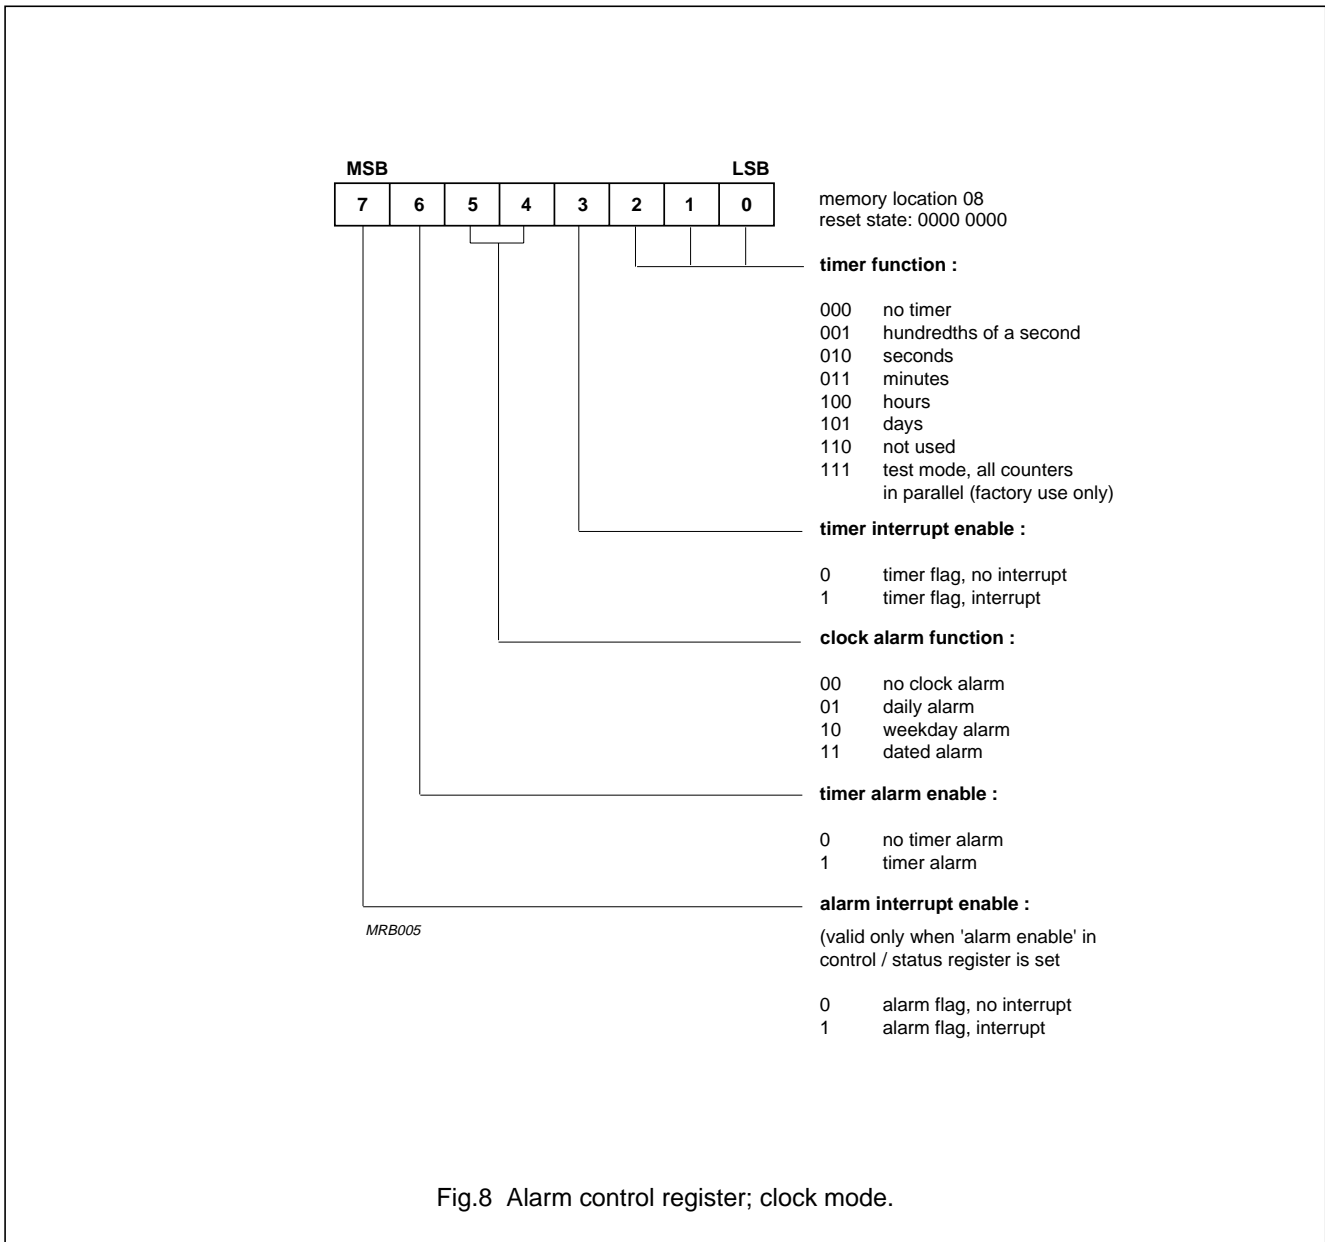 MSB LSB
7 6 5 4 3 2 1 0
memory location 08
reset state: 0000 0000
timer function :
000 no timer
001 hundredths of a second
010 seconds
011 minutes
100 hours
101 days
110 not used
111 test mode, all counters
in parallel (factory use only)
timer interrupt enable :
0 timer flag, no interrupt
1 timer flag, interrupt
clock alarm function :
00 no clock alarm
01 daily alarm
10 weekday alarm
11 dated alarm
timer alarm enable :
0 no timer alarm
1 timer alarm
alarm interrupt enable :
(valid only when 'alarm enable' in
control / status register is set
0 alarm flag, no interrupt
1 alarm flag, interrupt
MRB005
Fig.8 Alarm control register; clock mode.